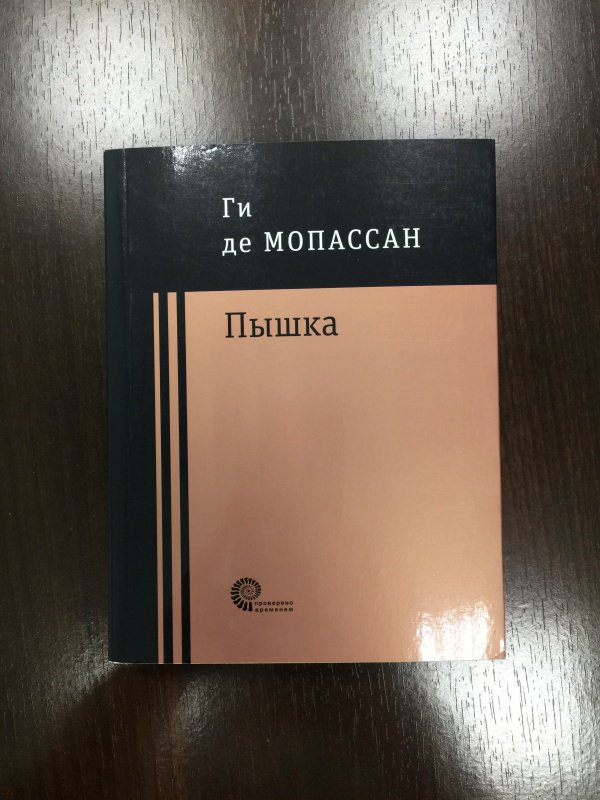 Ги
де МОПАССАН
Пышка
проверено
временем